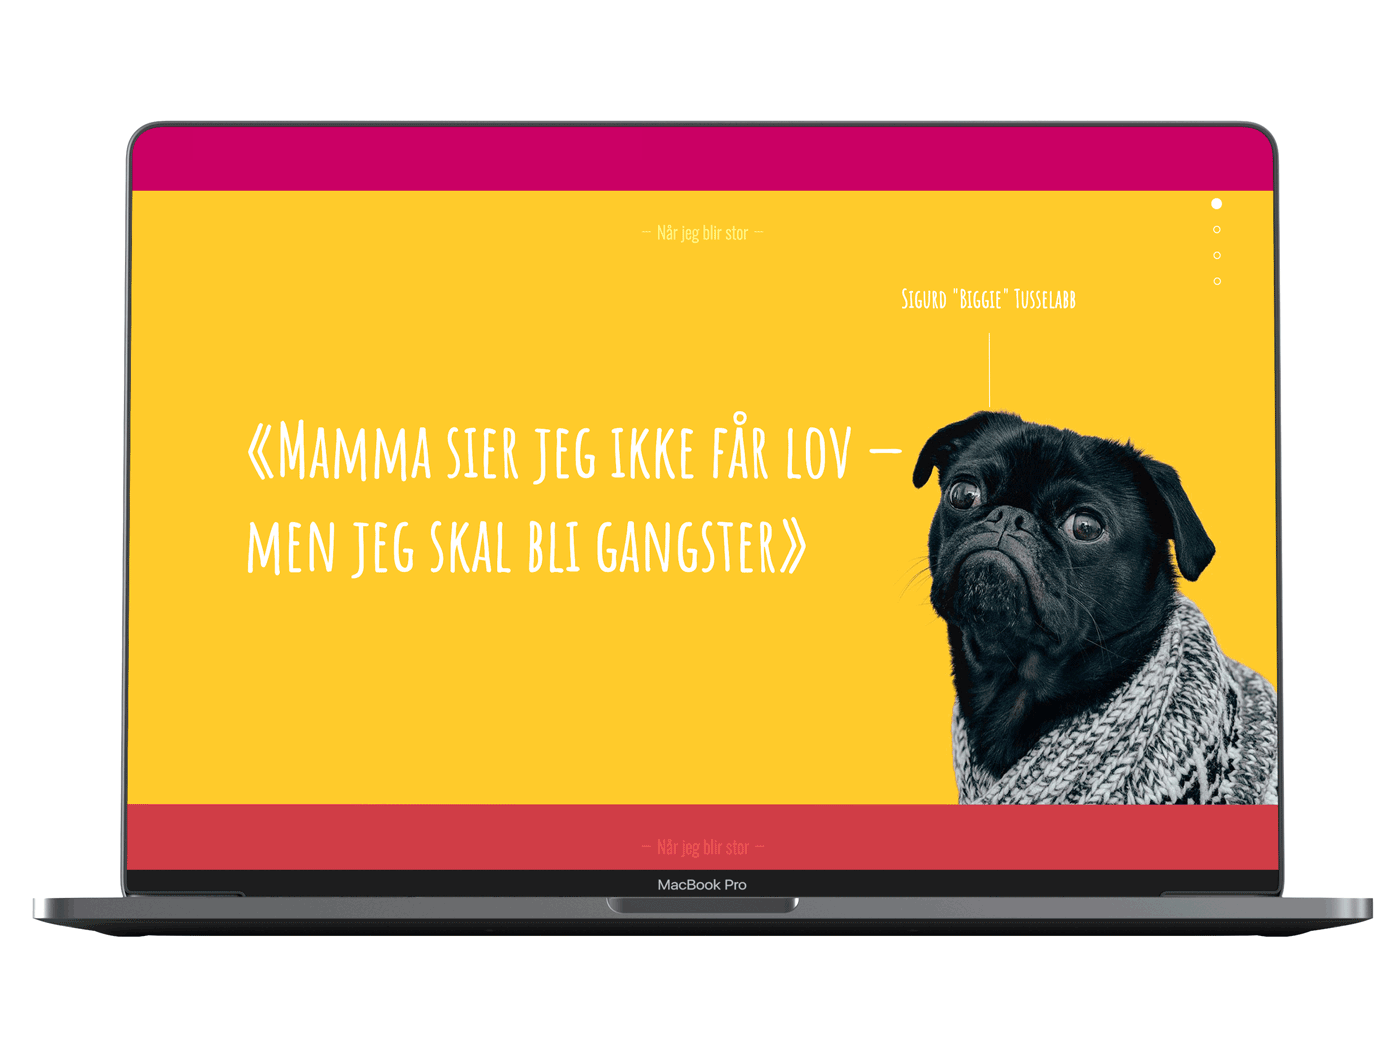 – Når jeg blir stor –
Sigurd "Biggie" Tusselabb
«Mamma sier jeg ikke får lov –
men jeg skal bli gangster»
– Når jeg blir stor –
MacBook Pro